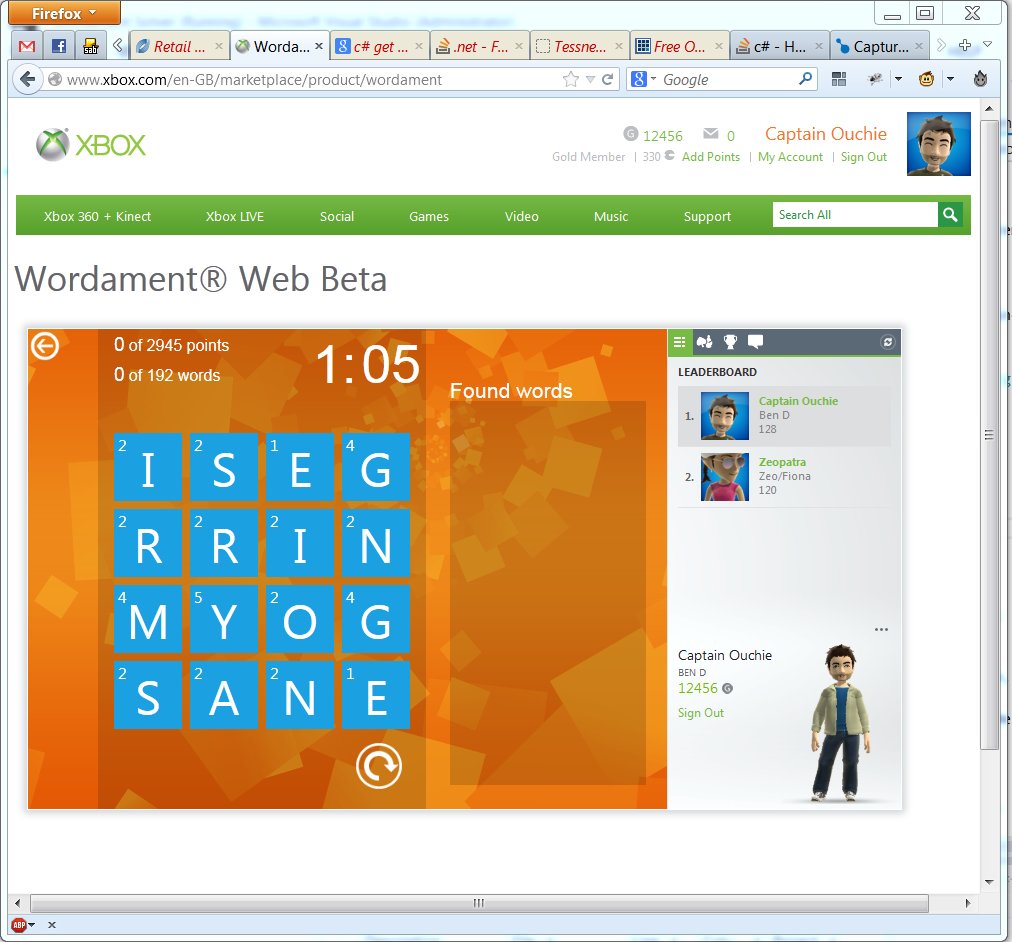 Firefox
Retail ... Worda... c# get ... .net - F... Tessne... Free O... c# - H... Captur...
www.xbox.com/en-GB/marketplace/product/wordament Google
XBOX
G 12456 0 Captain Ouchie
Gold Member | 330 Add Points | My Account | Sign Out
Xbox 360 + Kinect Xbox LIVE Social Games Video Music Support Search All
Wordament® Web Beta
0 of 2945 points
0 of 192 words
1:05
Found words
2 I 2 S 1 E 4 G
2 R 2 R 2 I 2 N
4 M 5 Y 2 O 4 G
2 S 2 A 2 N 1 E
LEADERBOARD
1. Captain Ouchie
Ben D
128
2. Zeopatra
Zeo/Fiona
120
Captain Ouchie
BEN D
12456 G
Sign Out
ABP